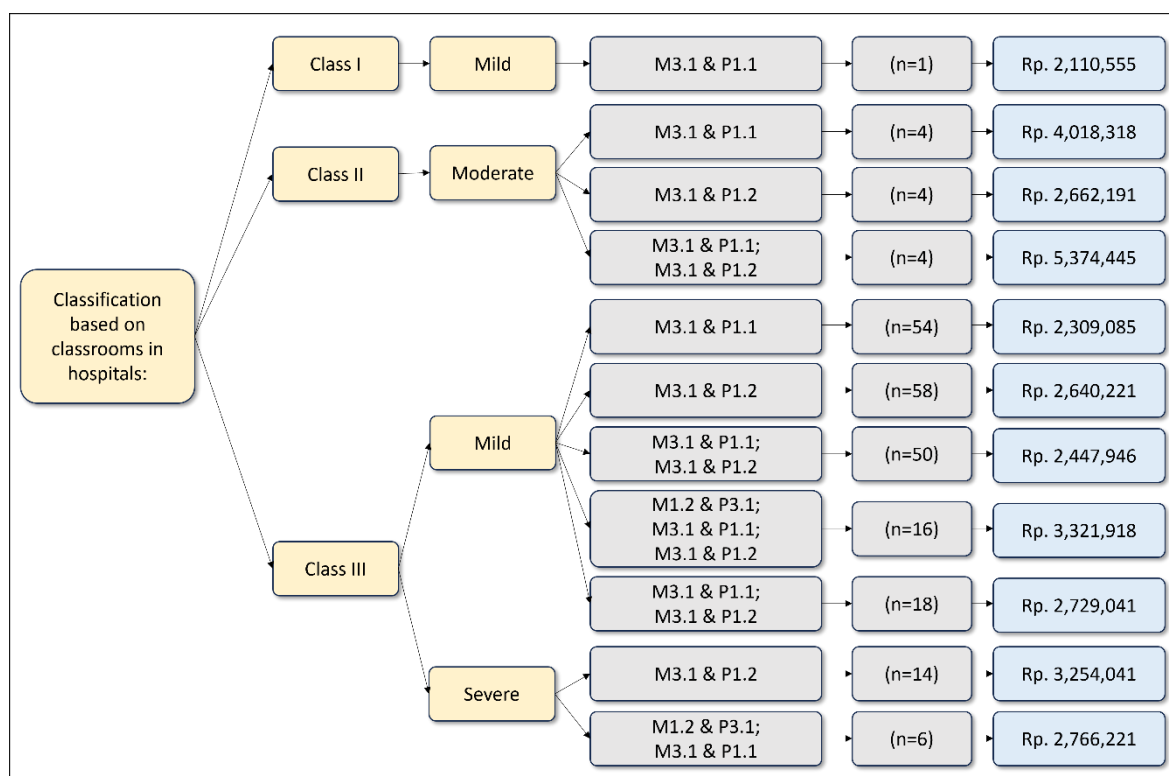 Class I
Mild
M3.1 & P1.1
(n=1)
Rp. 2,110,555
Class II
Moderate
M3.1 & P1.1
(n=4)
Rp. 4,018,318
M3.1 & P1.2
(n=4)
Rp. 2,662,191
M3.1 & P1.1;
M3.1 & P1.2
(n=4)
Rp. 5,374,445
Classification
based on
classrooms in
hospitals:
Class III
Mild
M3.1 & P1.1
(n=54)
Rp. 2,309,085
M3.1 & P1.2
(n=58)
Rp. 2,640,221
M3.1 & P1.1;
M3.1 & P1.2
(n=50)
Rp. 2,447,946
M1.2 & P3.1;
M3.1 & P1.1;
M3.1 & P1.2
(n=16)
Rp. 3,321,918
M3.1 & P1.1;
M3.1 & P1.2
(n=18)
Rp. 2,729,041
Severe
M3.1 & P1.2
(n=14)
Rp. 3,254,041
M1.2 & P3.1;
M3.1 & P1.1
(n=6)
Rp. 2,766,221